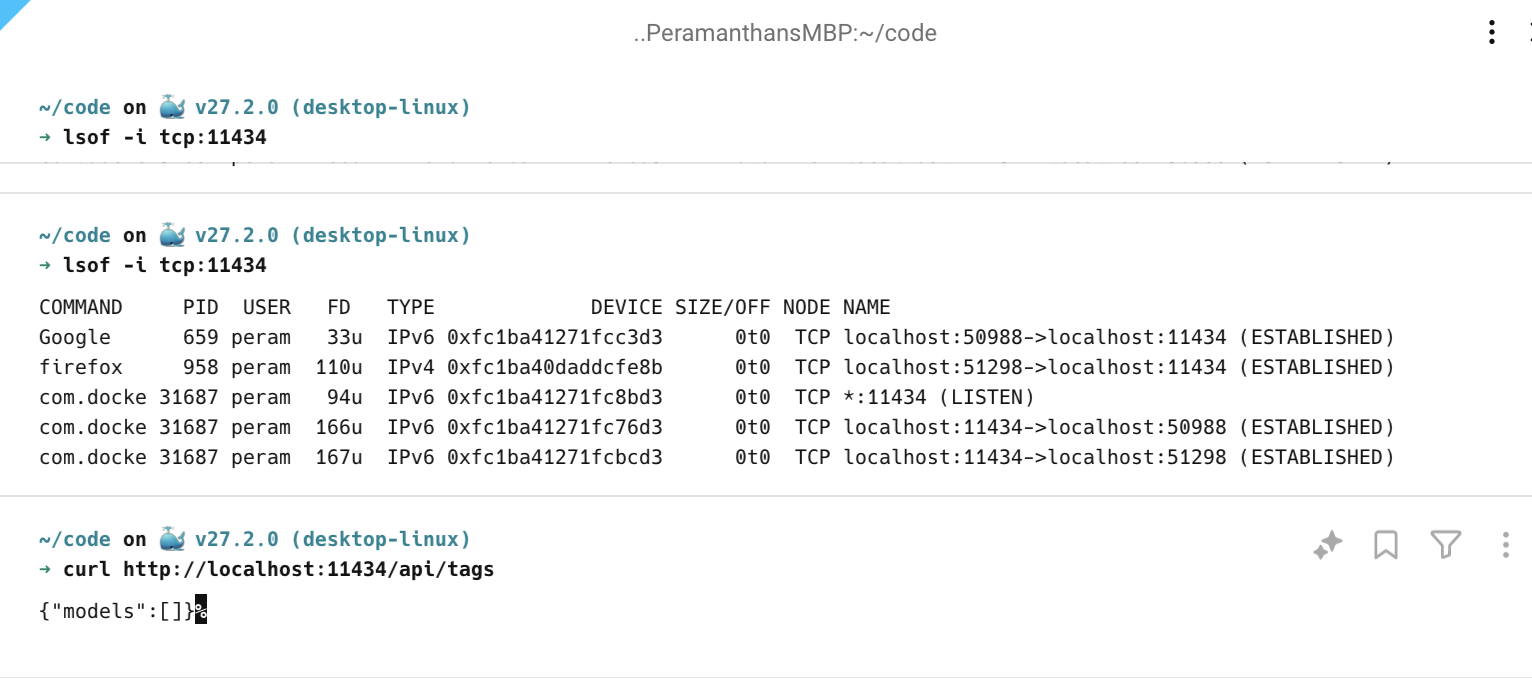 ..PeramanthansMBP:~/code
~/code on 🐳 v27.2.0 (desktop-linux)
→ lsof -i tcp:11434
~/code on 🐳 v27.2.0 (desktop-linux)
→ lsof -i tcp:11434
COMMAND     PID  USER   FD   TYPE             DEVICE SIZE/OFF NODE NAME
Google      659 peram   33u  IPv6 0xfc1ba41271fcc3d3      0t0  TCP localhost:50988->localhost:11434 (ESTABLISHED)
firefox     958 peram  110u  IPv4 0xfc1ba40daddcfe8b      0t0  TCP localhost:51298->localhost:11434 (ESTABLISHED)
com.docke 31687 peram   94u  IPv6 0xfc1ba41271fc8bd3      0t0  TCP *:11434 (LISTEN)
com.docke 31687 peram  166u  IPv6 0xfc1ba41271fc76d3      0t0  TCP localhost:11434->localhost:50988 (ESTABLISHED)
com.docke 31687 peram  167u  IPv6 0xfc1ba41271fcbcd3      0t0  TCP localhost:11434->localhost:51298 (ESTABLISHED)
~/code on 🐳 v27.2.0 (desktop-linux)
→ curl http://localhost:11434/api/tags
{"models":[]}%